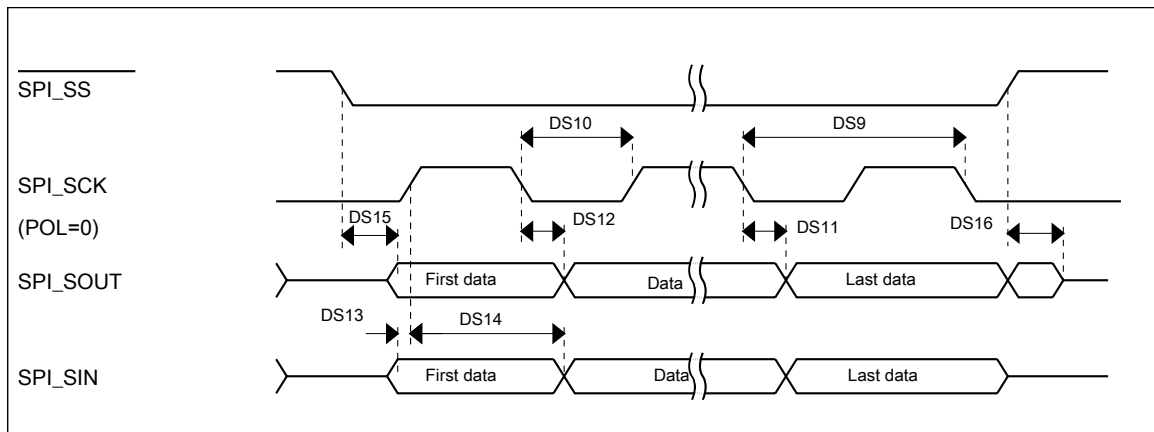 SPI_SS
DS10
DS9
SPI_SCK
(POL=0)
DS15
DS12
DS11
DS16
SPI_SOUT
First data
Data
Last data
DS13
DS14
SPI_SIN
First data
Data
Last data